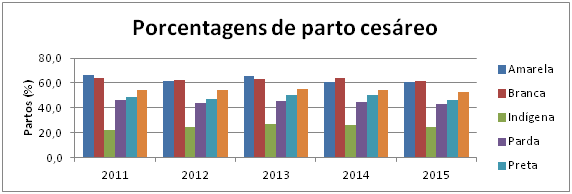 Porcentagens de parto cesáreo
Partos (%)
80,0
60,0
40,0
20,0
0,0
2011
2012
2013
2014
2015
Amarela
Branca
Indígena
Parda
Preta